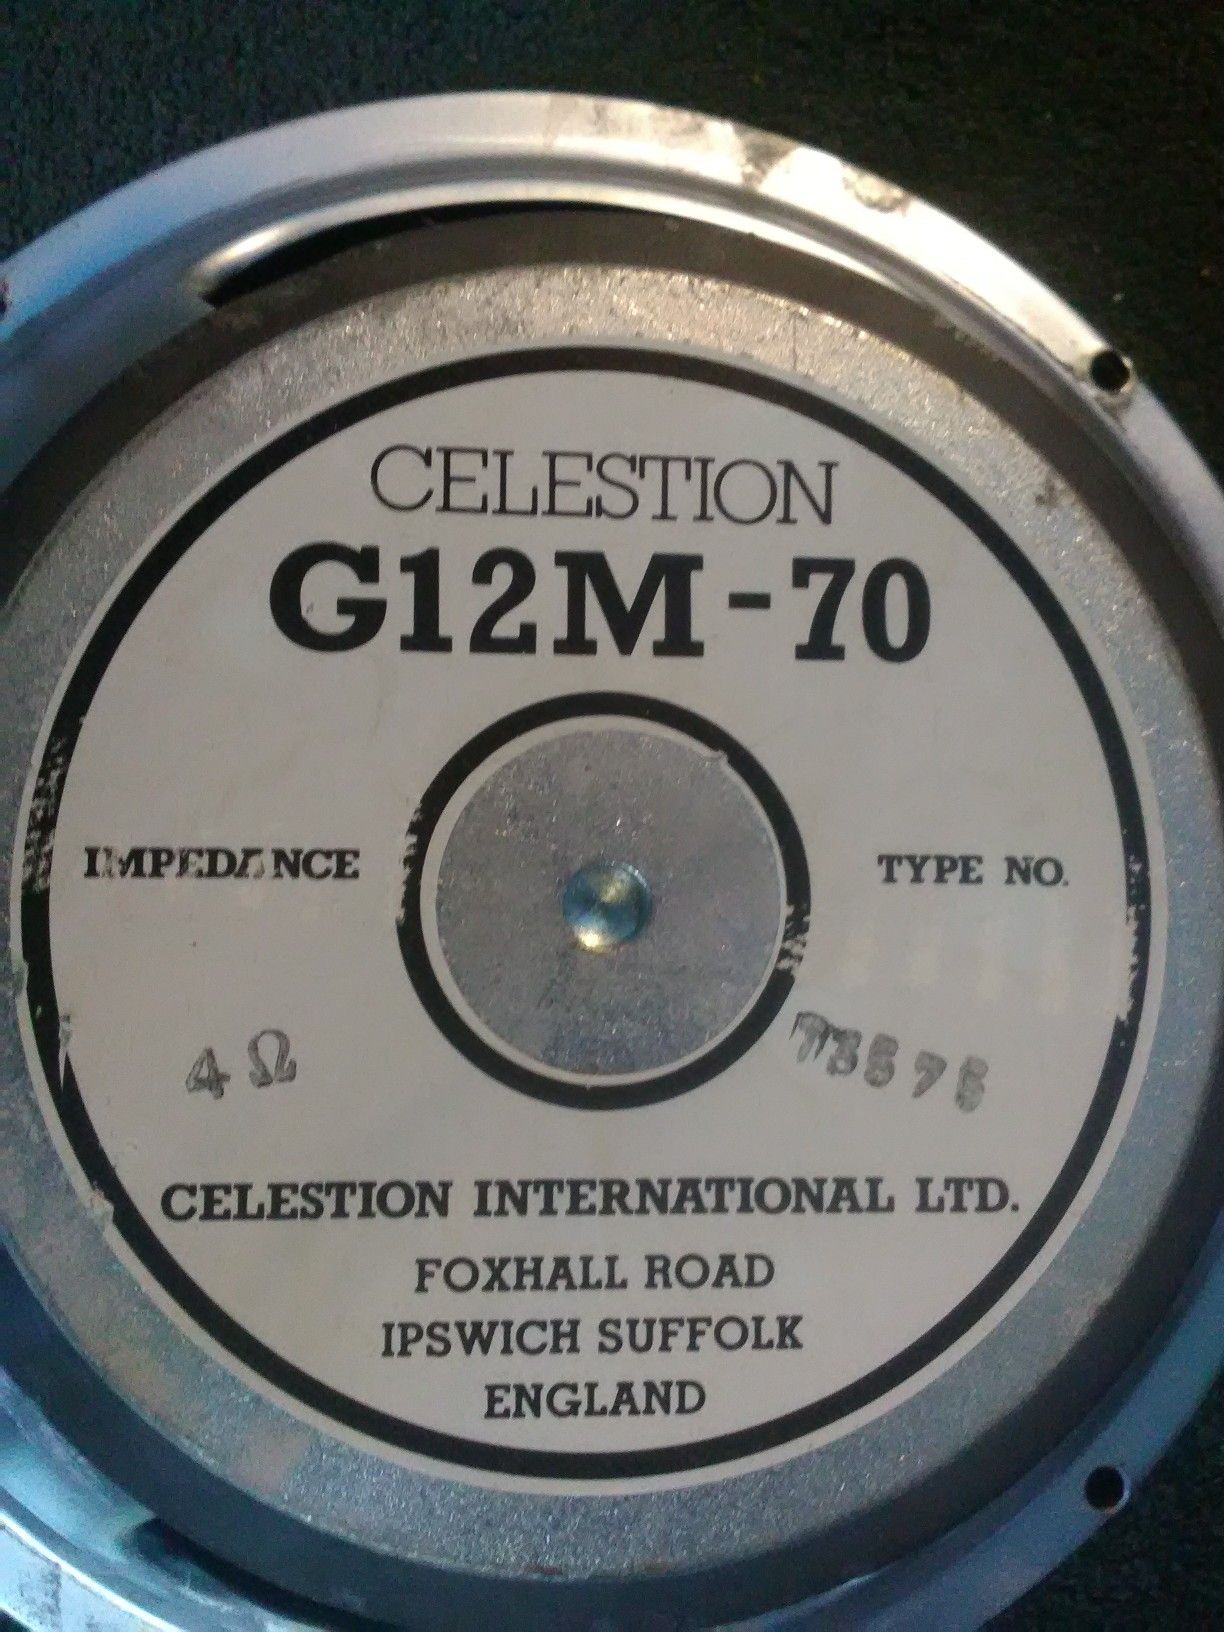 CELESTION
G12M-70
IMPEDANCE
TYPE NO.
4 Ω
CELESTION INTERNATIONAL LTD.
FOXHALL ROAD
IPSWICH SUFFOLK
ENGLAND